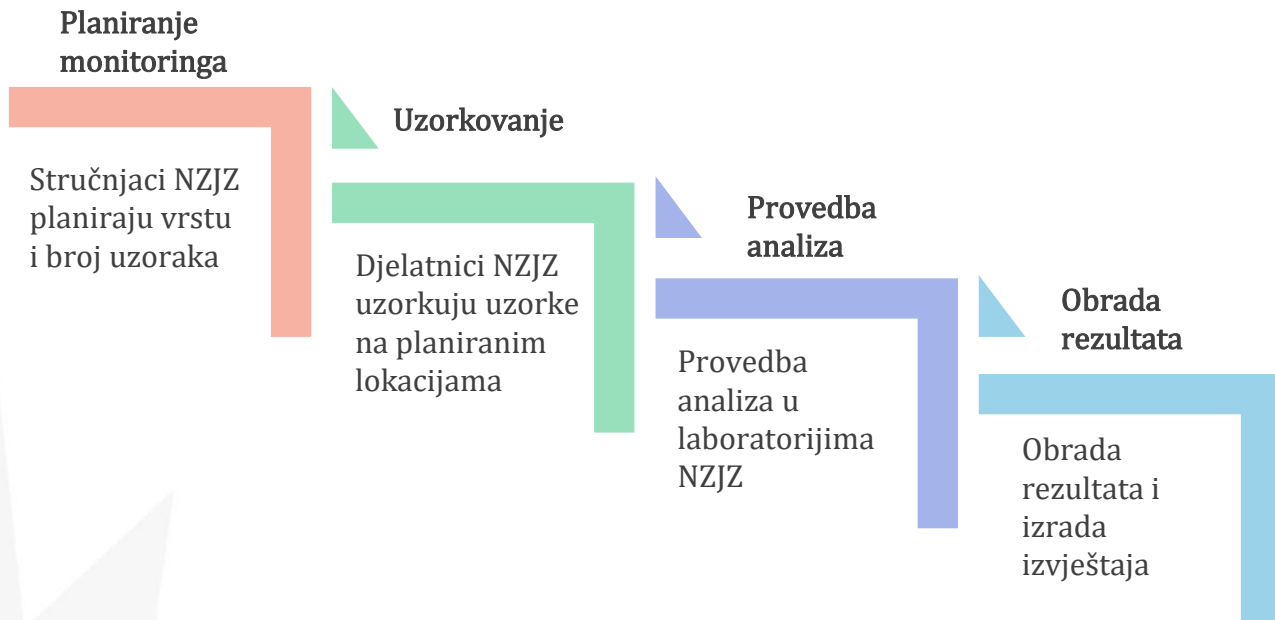 Planiranje
monitoringa
Stručnjaci NZJZ
planiraju vrstu
i broj uzoraka
Uzorkovanje
Djelatnici NZJZ
uzorkuju uzorke
na planiranim
lokacijama
Provedba
analiza
Provedba
analiza u
laboratorijima
NZJZ
Obrada
rezultata
Obrada
rezultata i
izrada
izvještaja